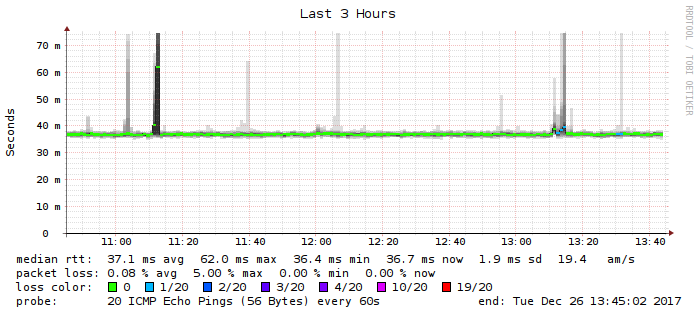 Last 3 Hours
RRDTOOL / TOBI OETIKER
Seconds
70 m
60 m
50 m
40 m
30 m
20 m
10 m
0
11:00 11:20 11:40 12:00 12:20 12:40 13:00 13:20 13:40
median rtt: 37.1 ms avg 62.0 ms max 36.4 ms min 36.7 ms now 1.9 ms sd 19.4 am/s
packet loss: 0.08 % avg 5.00 % max 0.00 % min 0.00 % now
loss color: 0 1/20 2/20 3/20 4/20 10/20 19/20
probe: 20 ICMP Echo Pings (56 Bytes) every 60s end: Tue Dec 26 13:45:02 2017